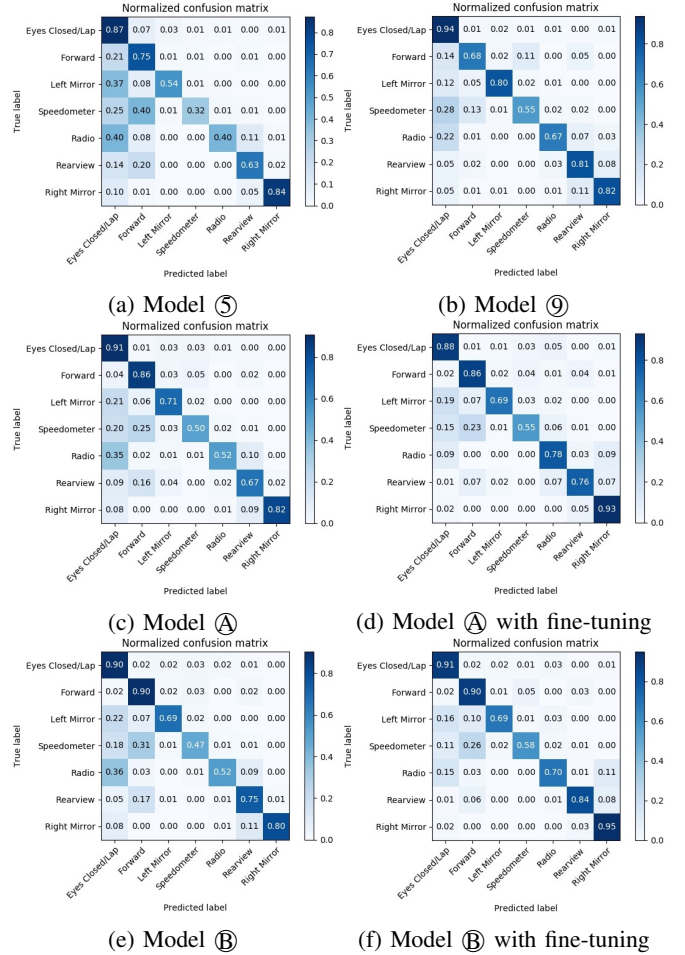 Normalized confusion matrix
Eyes Closed/Lap 0.87 0.07 0.03 0.01 0.01 0.00 0.01
Forward 0.21 0.75 0.01 0.01 0.00 0.01 0.00
Left Mirror 0.37 0.08 0.54 0.01 0.00 0.00 0.00
Speedometer 0.25 0.40 0.01 0.32 0.01 0.01 0.00
Radio 0.40 0.08 0.00 0.00 0.40 0.11 0.01
Rearview 0.14 0.20 0.00 0.00 0.00 0.63 0.02
Right Mirror 0.10 0.01 0.00 0.00 0.00 0.05 0.84
True label
Eyes Closed/Lap Forward Left Mirror Speedometer Radio Rearview Right Mirror
Predicted label
0.8
0.7
0.6
0.5
0.4
0.3
0.2
0.1
0.0
(a) Model ⑤
Normalized confusion matrix
Eyes Closed/Lap 0.94 0.01 0.01 0.02 0.01 0.00 0.01
Forward 0.14 0.68 0.02 0.11 0.00 0.05 0.00
Left Mirror 0.12 0.05 0.80 0.02 0.01 0.00 0.00
Speedometer 0.28 0.13 0.01 0.55 0.02 0.02 0.00
Radio 0.22 0.01 0.00 0.00 0.67 0.07 0.03
Rearview 0.05 0.02 0.03 0.00 0.01 0.81 0.08
Right Mirror 0.05 0.01 0.01 0.00 0.01 0.11 0.82
True label
Eyes Closed/Lap Forward Left Mirror Speedometer Radio Rearview Right Mirror
Predicted label
0.8
0.6
0.4
0.2
0.0
(b) Model ⑨
Normalized confusion matrix
Eyes Closed/Lap 0.91 0.01 0.03 0.03 0.01 0.01 0.00
Forward 0.04 0.86 0.03 0.05 0.00 0.02 0.00
Left Mirror 0.21 0.06 0.71 0.02 0.00 0.00 0.00
Speedometer 0.20 0.25 0.03 0.50 0.01 0.01 0.00
Radio 0.35 0.02 0.01 0.01 0.52 0.10 0.00
Rearview 0.09 0.16 0.04 0.00 0.02 0.67 0.02
Right Mirror 0.08 0.01 0.00 0.00 0.00 0.09 0.82
True label
Eyes Closed/Lap Forward Left Mirror Speedometer Radio Rearview Right Mirror
Predicted label
0.8
0.6
0.4
0.2
0.0
(c) Model Ⓐ
Normalized confusion matrix
Eyes Closed/Lap 0.88 0.01 0.01 0.03 0.05 0.00 0.01
Forward 0.02 0.86 0.02 0.04 0.01 0.04 0.01
Left Mirror 0.19 0.07 0.69 0.03 0.01 0.01 0.00
Speedometer 0.15 0.23 0.01 0.55 0.06 0.01 0.00
Radio 0.09 0.00 0.00 0.00 0.78 0.03 0.09
Rearview 0.01 0.07 0.02 0.00 0.07 0.76 0.07
Right Mirror 0.02 0.00 0.00 0.00 0.00 0.05 0.93
True label
Eyes Closed/Lap Forward Left Mirror Speedometer Radio Rearview Right Mirror
Predicted label
0.8
0.6
0.4
0.2
0.0
(d) Model Ⓐ with fine-tuning
Normalized confusion matrix
Eyes Closed/Lap 0.90 0.02 0.02 0.03 0.02 0.01 0.00
Forward 0.02 0.90 0.02 0.04 0.00 0.01 0.00
Left Mirror 0.22 0.07 0.69 0.02 0.00 0.00 0.00
Speedometer 0.18 0.31 0.01 0.47 0.02 0.01 0.00
Radio 0.36 0.03 0.01 0.00 0.52 0.09 0.00
Rearview 0.05 0.17 0.01 0.00 0.01 0.75 0.01
Right Mirror 0.08 0.00 0.00 0.00 0.00 0.11 0.80
True label
Eyes Closed/Lap Forward Left Mirror Speedometer Radio Rearview Right Mirror
Predicted label
0.8
0.6
0.4
0.2
0.0
(e) Model Ⓑ
Normalized confusion matrix
Eyes Closed/Lap 0.91 0.02 0.02 0.01 0.03 0.00 0.01
Forward 0.02 0.90 0.01 0.05 0.00 0.03 0.00
Left Mirror 0.16 0.10 0.69 0.03 0.01 0.00 0.00
Speedometer 0.11 0.26 0.02 0.58 0.02 0.01 0.00
Radio 0.15 0.03 0.00 0.00 0.70 0.01 0.11
Rearview 0.01 0.06 0.00 0.00 0.01 0.84 0.08
Right Mirror 0.02 0.00 0.00 0.00 0.00 0.03 0.95
True label
Eyes Closed/Lap Forward Left Mirror Speedometer Radio Rearview Right Mirror
Predicted label
0.8
0.6
0.4
0.2
0.0
(f) Model Ⓑ with fine-tuning